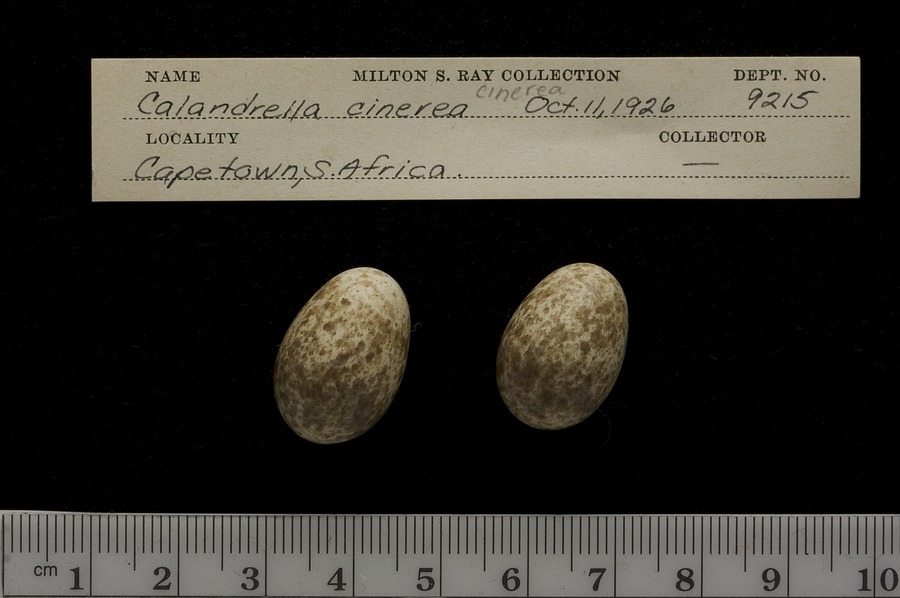 NAME MILTON S. RAY COLLECTION DEPT. NO.
cinerea
Calandrella cinerea Oct. 11, 1926 9215
LOCALITY COLLECTOR
Capetown, S. Africa. —
cm 1 2 3 4 5 6 7 8 9 10